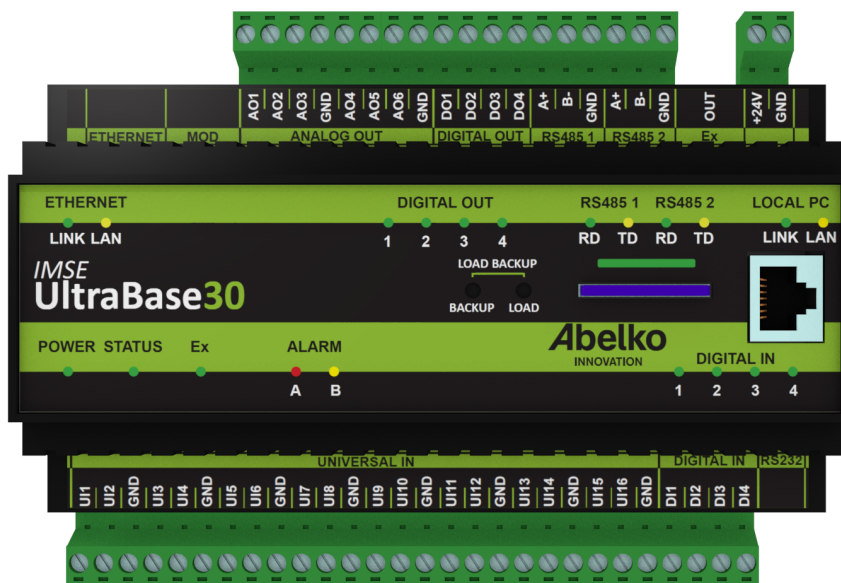 AO1 AO2 AO3 GND AO4 AO5 AO6 GND DO1 DO2 DO3 DO4 A+ B- GND A+ B- GND OUT +24V GND
ETHERNET MOD ANALOG OUT DIGITAL OUT RS485 1 RS485 2 Ex
ETHERNET DIGITAL OUT RS485 1 RS485 2 LOCAL PC
LINK LAN 1 2 3 4 RD TD RD TD LINK LAN
IMSE LOAD BACKUP
UltraBase30 BACKUP LOAD
Abelko
INNOVATION
POWER STATUS Ex ALARM DIGITAL IN
A B 1 2 3 4
UNIVERSAL IN DIGITAL IN RS232
UI1 UI2 GND UI3 UI4 GND UI5 UI6 GND UI7 UI8 GND UI9 UI10 GND UI11 UI12 GND UI13 UI14 GND UI15 UI16 GND DI1 DI2 DI3 DI4